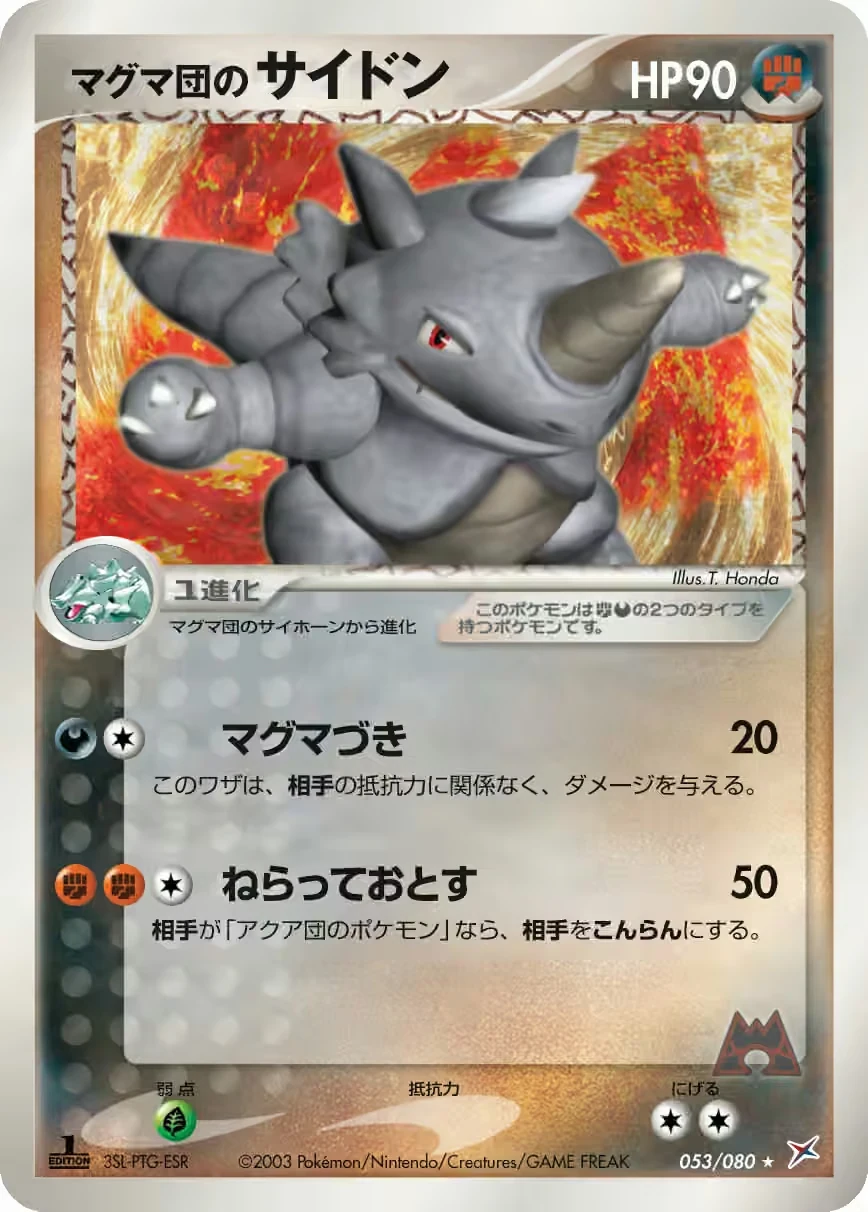 マグマ団の サイドン HP90
Illus.T. Honda
1進化
マグマ団のサイホーンから進化
このポケモンは の2つのタイプを
持つポケモンです。
マグマづき 20
このワザは、相手の抵抗力に関係なく、ダメージを与える。
ねらっておとす 50
相手が「アクア団のポケモン」なら、相手をこんらんにする。
弱点 抵抗力 にげる
1
EDITION 3SL-PTG-ESR ©2003 Pokémon/Nintendo/Creatures/GAME FREAK 053/080 ★